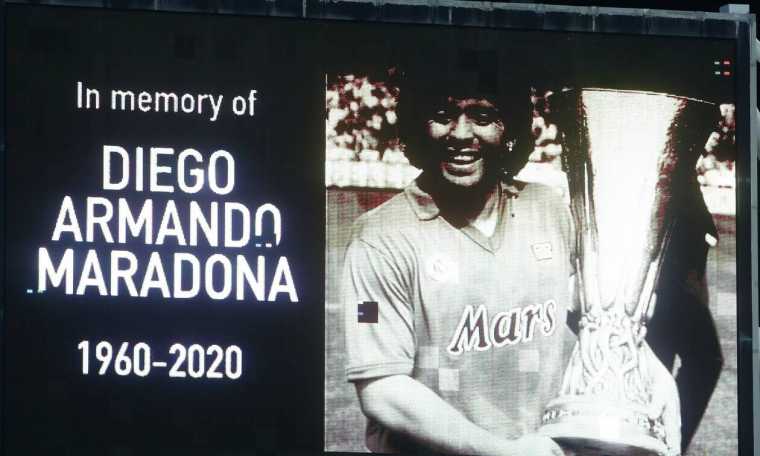 In memory of
DIEGO
ARMANDO
MARADONA
1960-2020
Mars